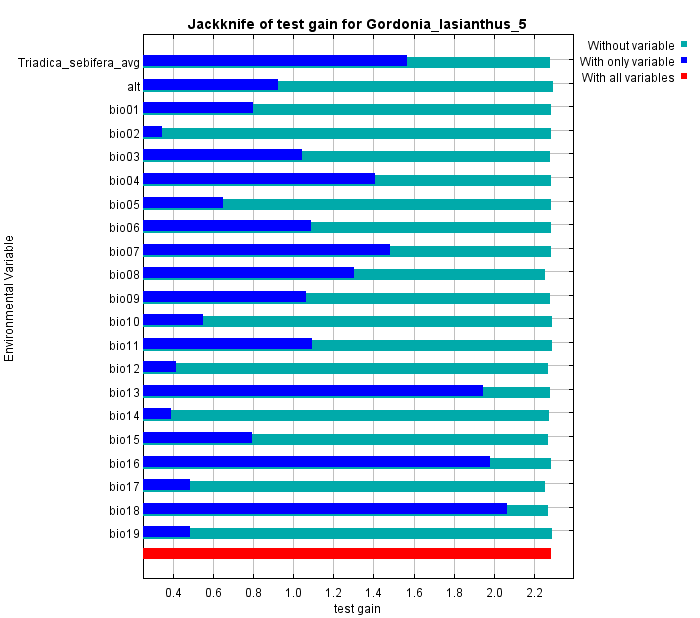 Jackknife of test gain for Gordonia_lasianthus_5
Without variable
With only variable
With all variables
Environmental Variable
Triadica_sebifera_avg
alt
bio01
bio02
bio03
bio04
bio05
bio06
bio07
bio08
bio09
bio10
bio11
bio12
bio13
bio14
bio15
bio16
bio17
bio18
bio19
0.4 0.6 0.8 1.0 1.2 1.4 1.6 1.8 2.0 2.2
test gain